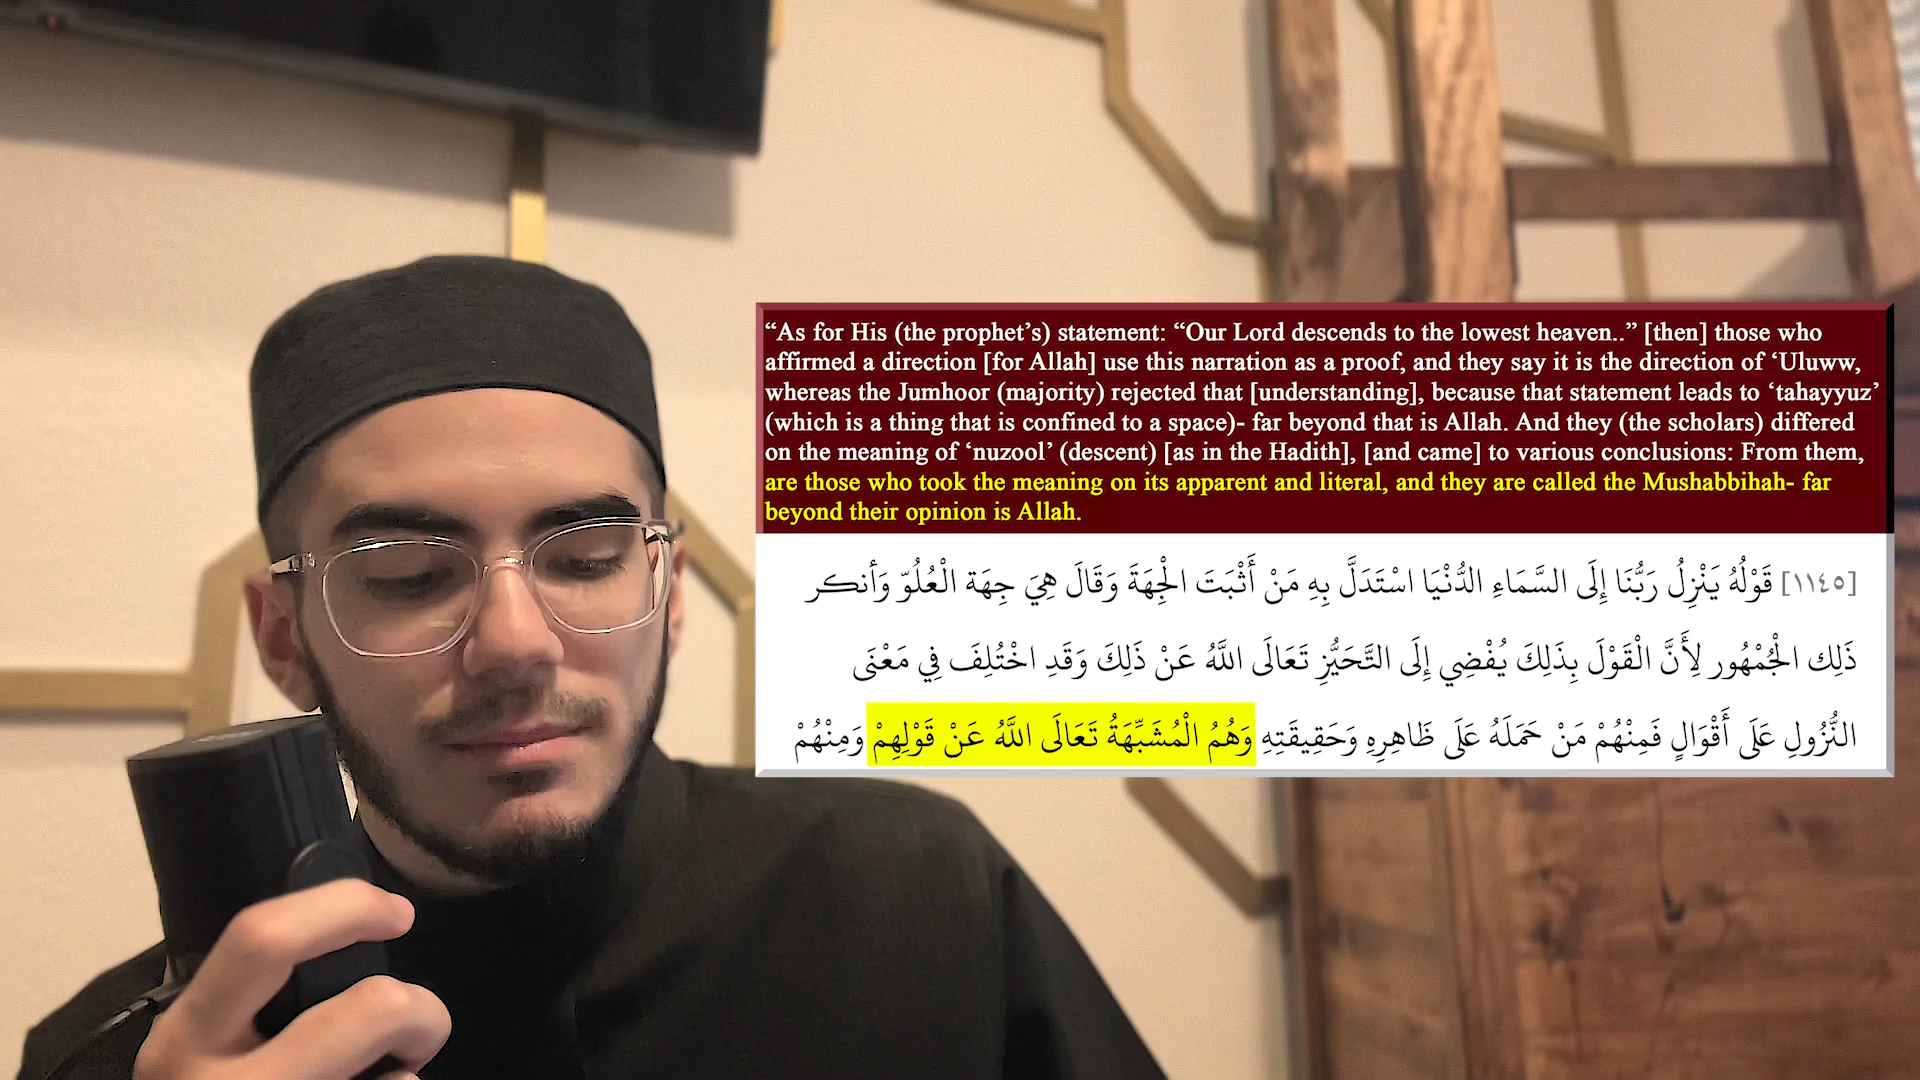 “As for His (the prophet’s) statement: “Our Lord descends to the lowest heaven..” [then] those who
affirmed a direction [for Allah] use this narration as a proof, and they say it is the direction of ‘Uluww,
whereas the Jumhoor (majority) rejected that [understanding], because that statement leads to ‘tahayyuz’
(which is a thing that is confined to a space)- far beyond that is Allah. And they (the scholars) differed
on the meaning of ‘nuzool’ (descent) [as in the Hadith], [and came] to various conclusions: From them,
are those who took the meaning on its apparent and literal, and they are called the Mushabbihah- far
beyond their opinion is Allah.
[١١٤٥] قَوْلُهُ يَنْزِلُ رَبُّنَا إِلَى السَّمَاءِ الدُّنْيَا اسْتَدَلَّ بِهِ مَنْ أَثْبَتَ الْجِهَةَ وَقَالَ هِيَ جِهَة الْعُلُوّ وَأنكر
ذَلِك الْجُمْهُور لِأَنَّ الْقَوْلَ بِذَلِكَ يُفْضِي إِلَى التَّحَيُّزِ تَعَالَى اللَّهُ عَنْ ذَلِكَ وَقَدِ اخْتُلِفَ فِي مَعْنَى
النُّزُولِ عَلَى أَقْوَالٍ فَمِنْهُمْ مَنْ حَمَلَهُ عَلَى ظَاهِرِهِ وَحَقِيقَتِهِ وَهُمُ الْمُشَبِّهَةُ تَعَالَى اللَّهُ عَنْ قَوْلِهِمْ وَمِنْهُمْ